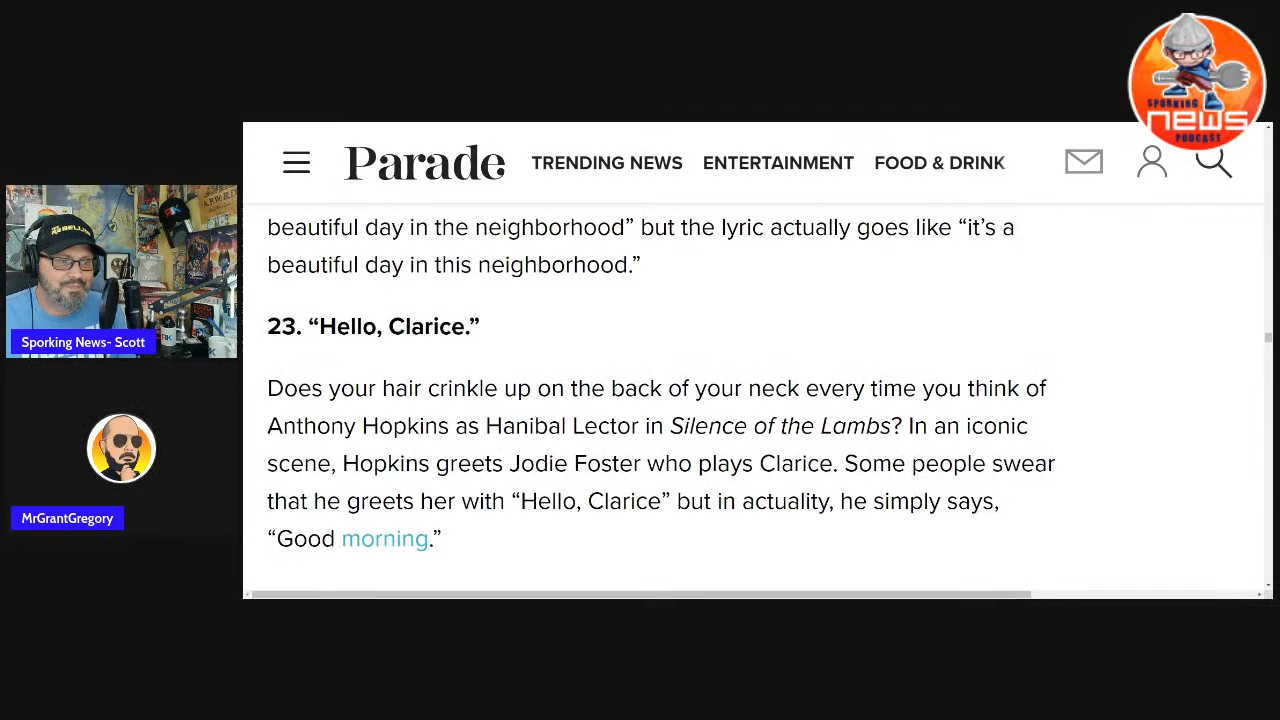 SPORKING
news
PODCAST
Parade TRENDING NEWS ENTERTAINMENT FOOD & DRINK
beautiful day in the neighborhood” but the lyric actually goes like “it’s a
beautiful day in this neighborhood.”
23. “Hello, Clarice.”
Does your hair crinkle up on the back of your neck every time you think of
Anthony Hopkins as Hanibal Lector in Silence of the Lambs? In an iconic
scene, Hopkins greets Jodie Foster who plays Clarice. Some people swear
that he greets her with “Hello, Clarice” but in actuality, he simply says,
“Good morning.”
Sporking News- Scott
MrGrantGregory